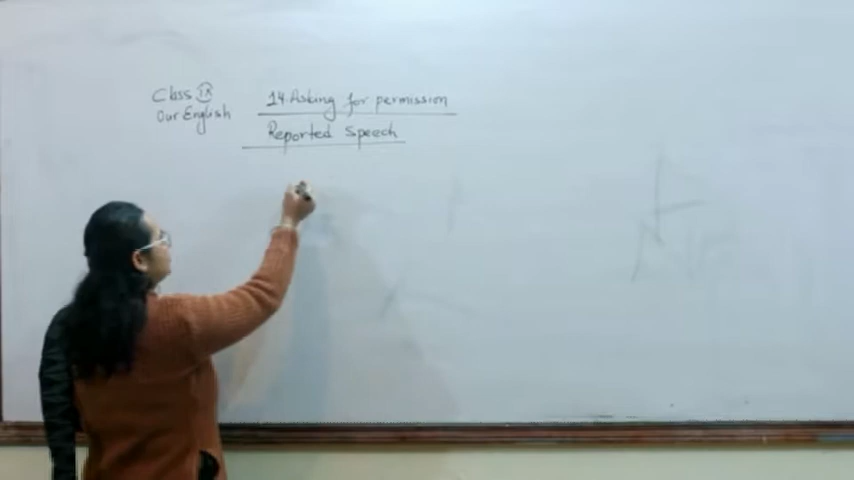 Class IX
Our English
14. Asking for permission
Reported Speech